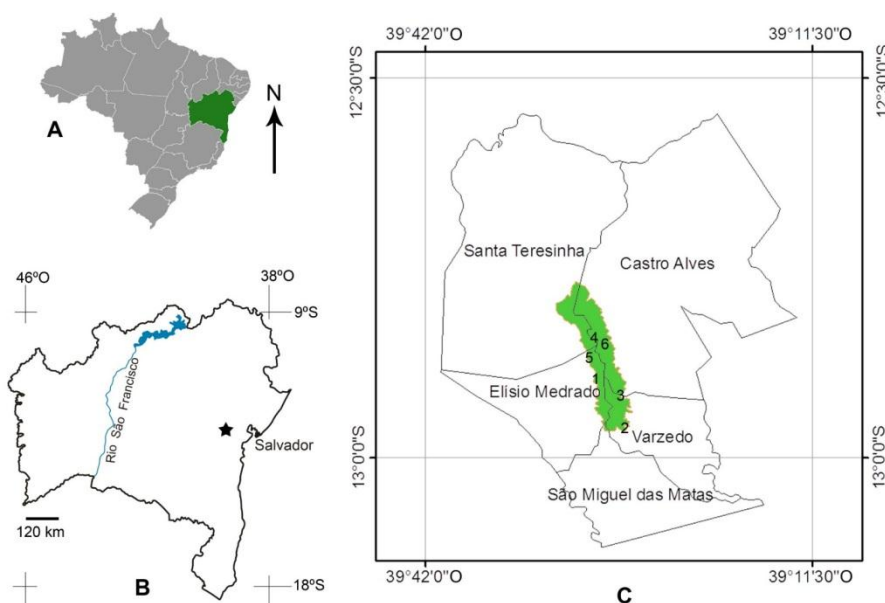 A
N
46ºO
38ºO
9ºS
Rio São Francisco
Salvador
120 km
B
18ºS
39°42'0"O
39°11'30"O
12°30'0"S
12°30'0"S
Santa Teresinha
Castro Alves
4
6
5
1
Elísio Medrado
3
2
Varzedo
13°0'0"S
13°0'0"S
São Miguel das Matas
39°42'0"O
39°11'30"O
C